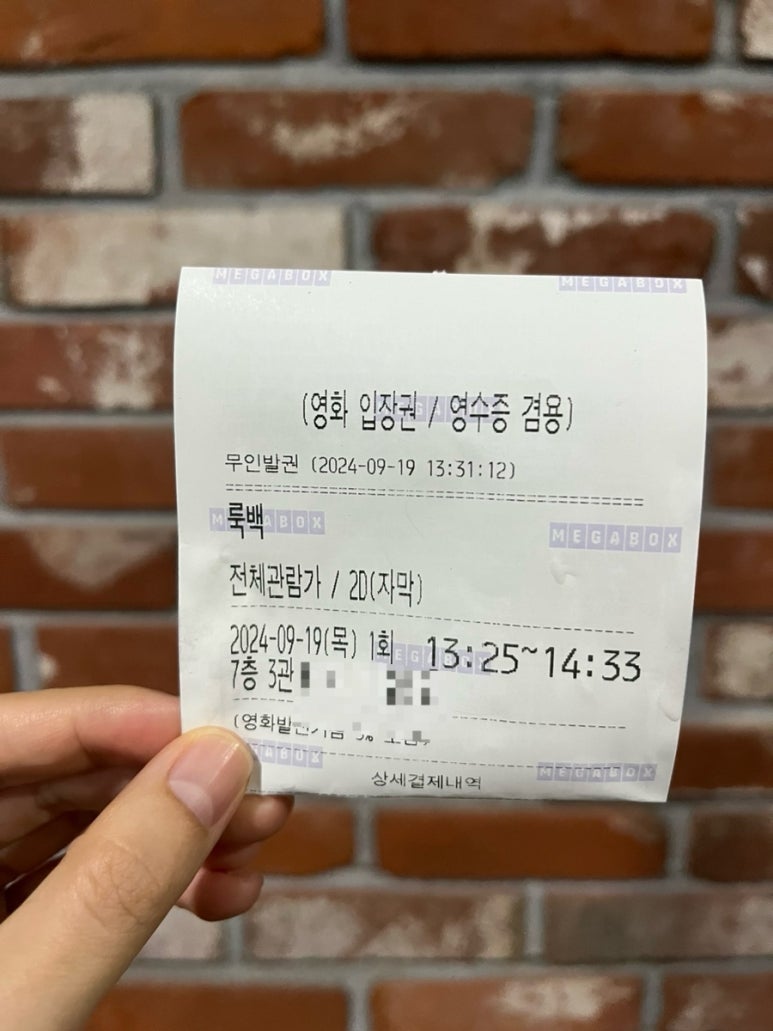 MEGABOX MEGABOX
(영화 입장권 / 영수증 겸용)
무인발권 (2024-09-19 13:31:12)
룩백
MEGABOX
전체관람가 / 2D(자막)
2024-09-19(목) 1회 13:25~14:33
7층 3관
상세결제내역
MEGABOX